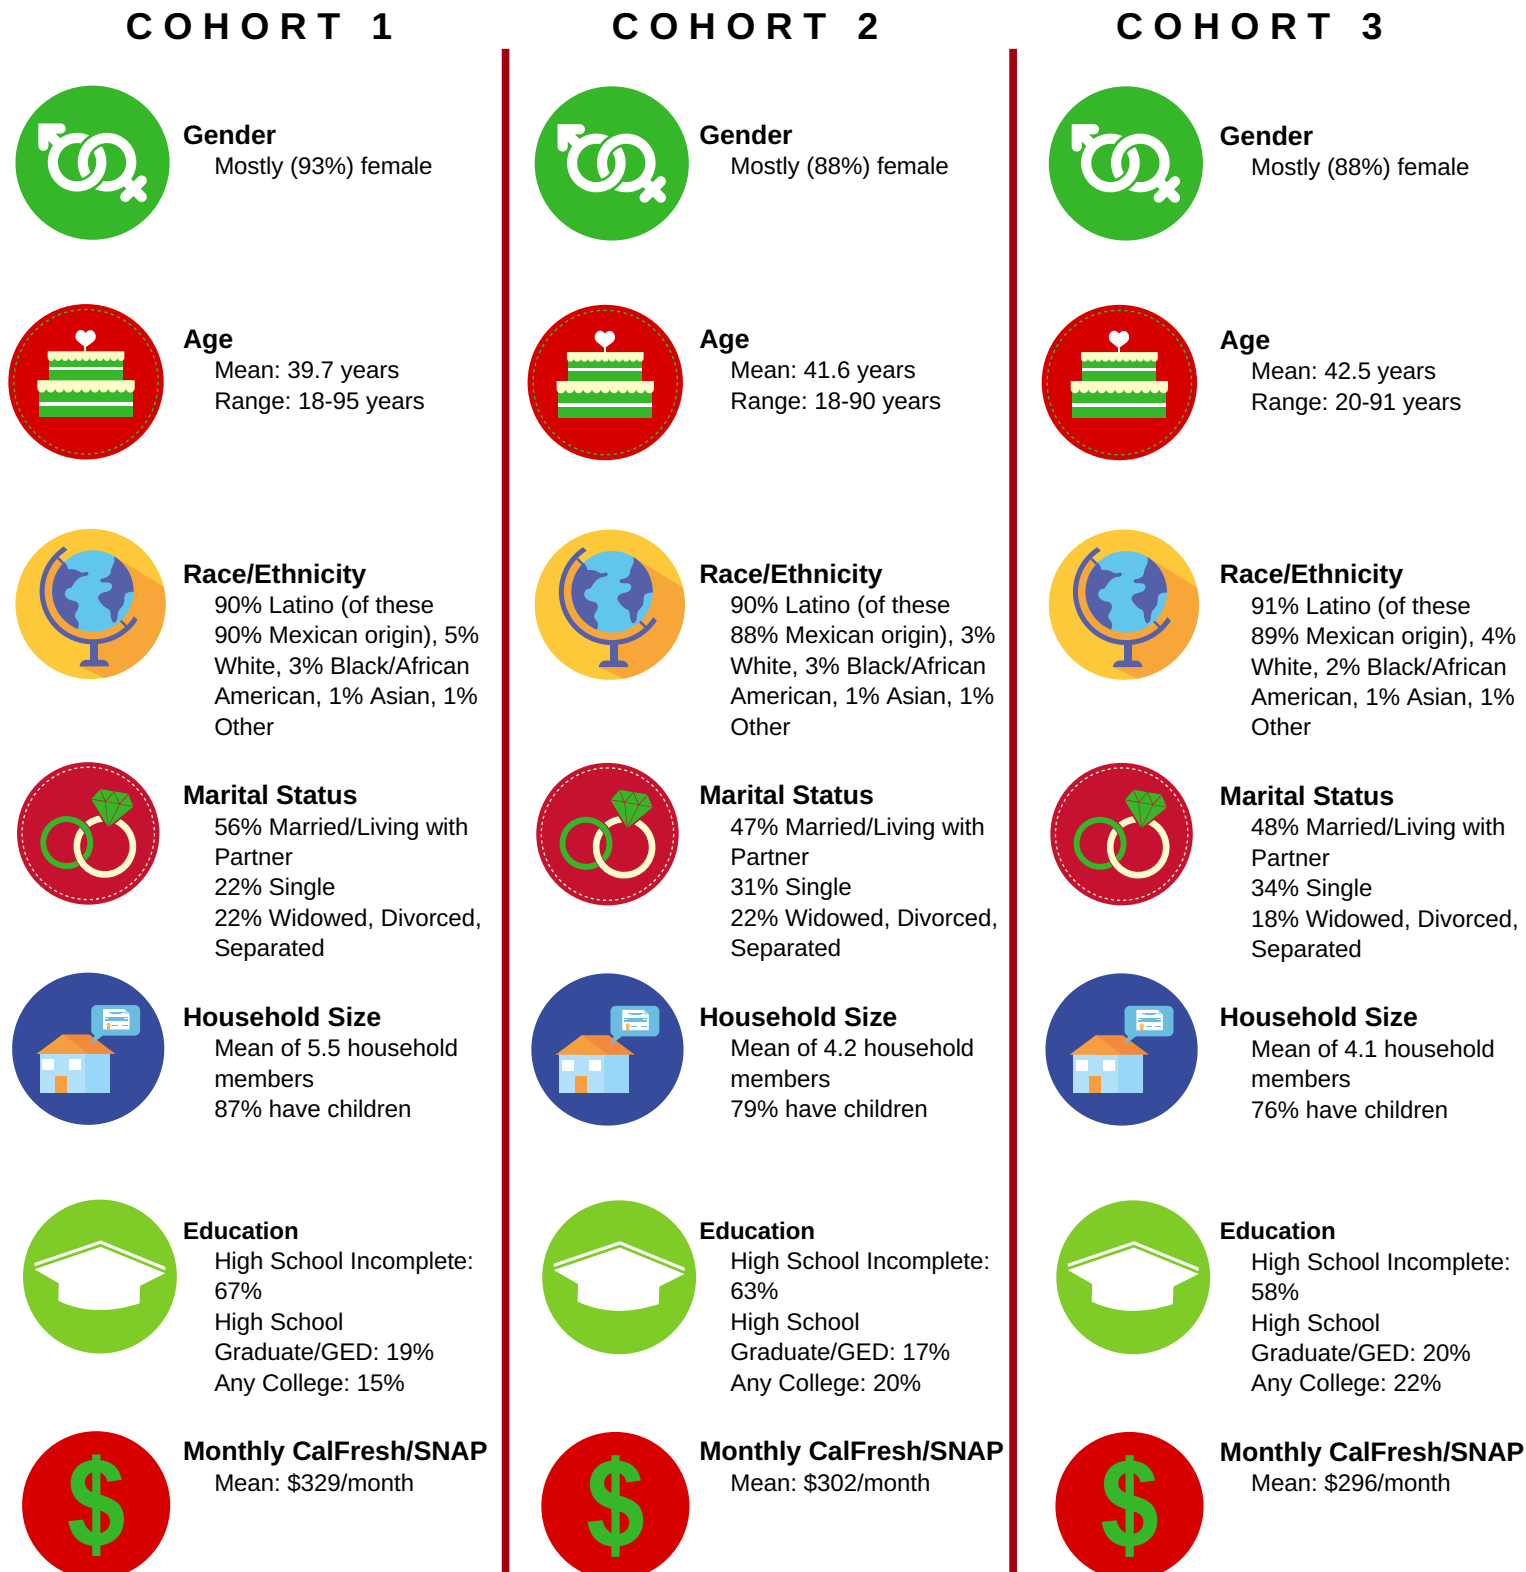 COHORT 1
Gender
Mostly (93%) female
Age
Mean: 39.7 years
Range: 18-95 years
Race/Ethnicity
90% Latino (of these
90% Mexican origin), 5%
White, 3% Black/African
American, 1% Asian, 1%
Other
Marital Status
56% Married/Living with
Partner
22% Single
22% Widowed, Divorced,
Separated
Household Size
Mean of 5.5 household
members
87% have children
Education
High School Incomplete:
67%
High School
Graduate/GED: 19%
Any College: 15%
Monthly CalFresh/SNAP
Mean: $329/month
COHORT 2
Gender
Mostly (88%) female
Age
Mean: 41.6 years
Range: 18-90 years
Race/Ethnicity
90% Latino (of these
88% Mexican origin), 3%
White, 3% Black/African
American, 1% Asian, 1%
Other
Marital Status
47% Married/Living with
Partner
31% Single
22% Widowed, Divorced,
Separated
Household Size
Mean of 4.2 household
members
79% have children
Education
High School Incomplete:
63%
High School
Graduate/GED: 17%
Any College: 20%
Monthly CalFresh/SNAP
Mean: $302/month
COHORT 3
Gender
Mostly (88%) female
Age
Mean: 42.5 years
Range: 20-91 years
Race/Ethnicity
91% Latino (of these
89% Mexican origin), 4%
White, 2% Black/African
American, 1% Asian, 1%
Other
Marital Status
48% Married/Living with
Partner
34% Single
18% Widowed, Divorced,
Separated
Household Size
Mean of 4.1 household
members
76% have children
Education
High School Incomplete:
58%
High School
Graduate/GED: 20%
Any College: 22%
Monthly CalFresh/SNAP
Mean: $296/month